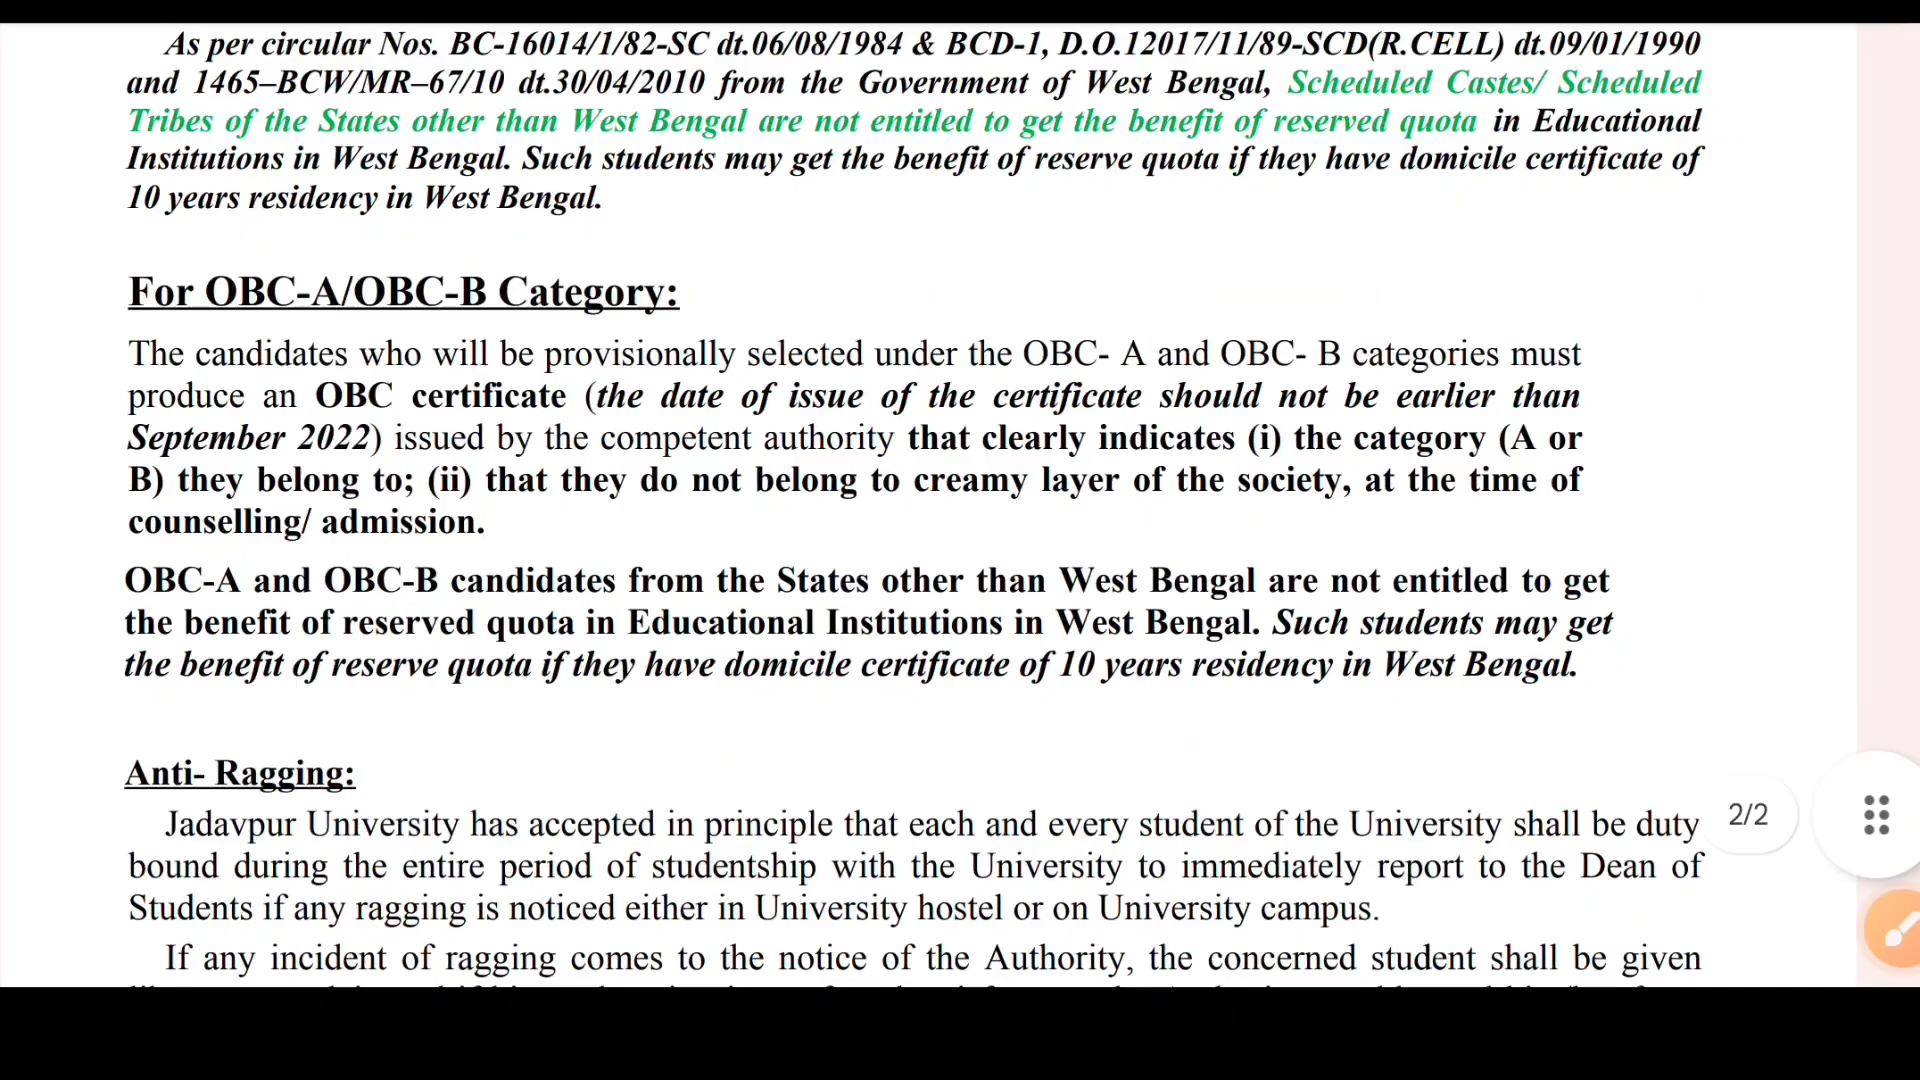 As per circular Nos. BC-16014/1/82-SC dt.06/08/1984 & BCD-1, D.O.12017/11/89-SCD(R.CELL) dt.09/01/1990
and 1465–BCW/MR–67/10 dt.30/04/2010 from the Government of West Bengal, Scheduled Castes/ Scheduled
Tribes of the States other than West Bengal are not entitled to get the benefit of reserved quota in Educational
Institutions in West Bengal. Such students may get the benefit of reserve quota if they have domicile certificate of
10 years residency in West Bengal.
For OBC-A/OBC-B Category:
The candidates who will be provisionally selected under the OBC- A and OBC- B categories must
produce an OBC certificate (the date of issue of the certificate should not be earlier than
September 2022) issued by the competent authority that clearly indicates (i) the category (A or
B) they belong to; (ii) that they do not belong to creamy layer of the society, at the time of
counselling/ admission.
OBC-A and OBC-B candidates from the States other than West Bengal are not entitled to get
the benefit of reserved quota in Educational Institutions in West Bengal. Such students may get
the benefit of reserve quota if they have domicile certificate of 10 years residency in West Bengal.
Anti- Ragging:
Jadavpur University has accepted in principle that each and every student of the University shall be duty
bound during the entire period of studentship with the University to immediately report to the Dean of
Students if any ragging is noticed either in University hostel or on University campus.
If any incident of ragging comes to the notice of the Authority, the concerned student shall be given
2/2